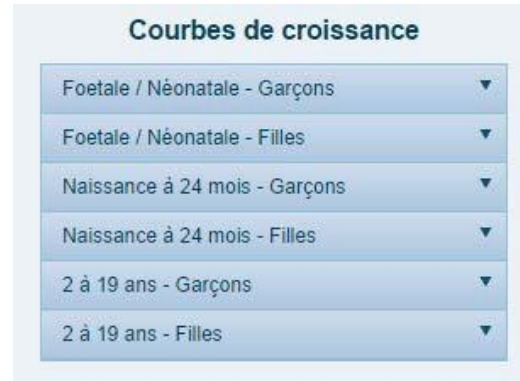 Courbes de croissance
Foetale / Néonatale - Garçons
Foetale / Néonatale - Filles
Naissance à 24 mois - Garçons
Naissance à 24 mois - Filles
2 à 19 ans - Garçons
2 à 19 ans - Filles